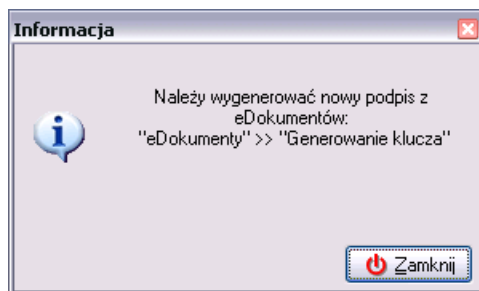 Informacja
Należy wygenerować nowy podpis z
eDokumentów:
"eDokumenty" >> "Generowanie klucza"
Zamknij